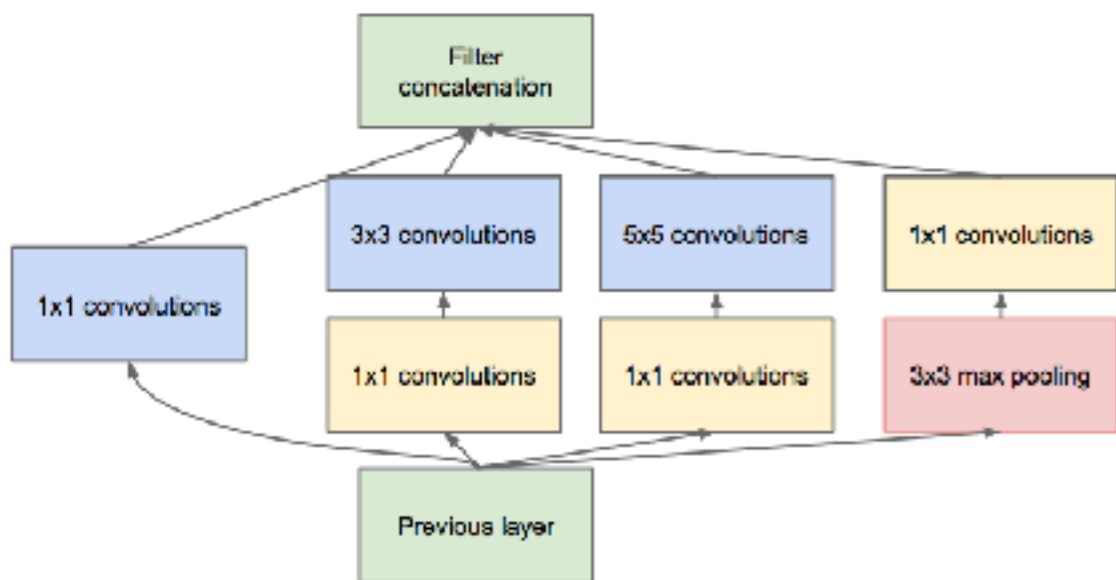 Filter
concatenation
3x3 convolutions
5x5 convolutions
1x1 convolutions
1x1 convolutions
1x1 convolutions
1x1 convolutions
3x3 max pooling
Previous layer